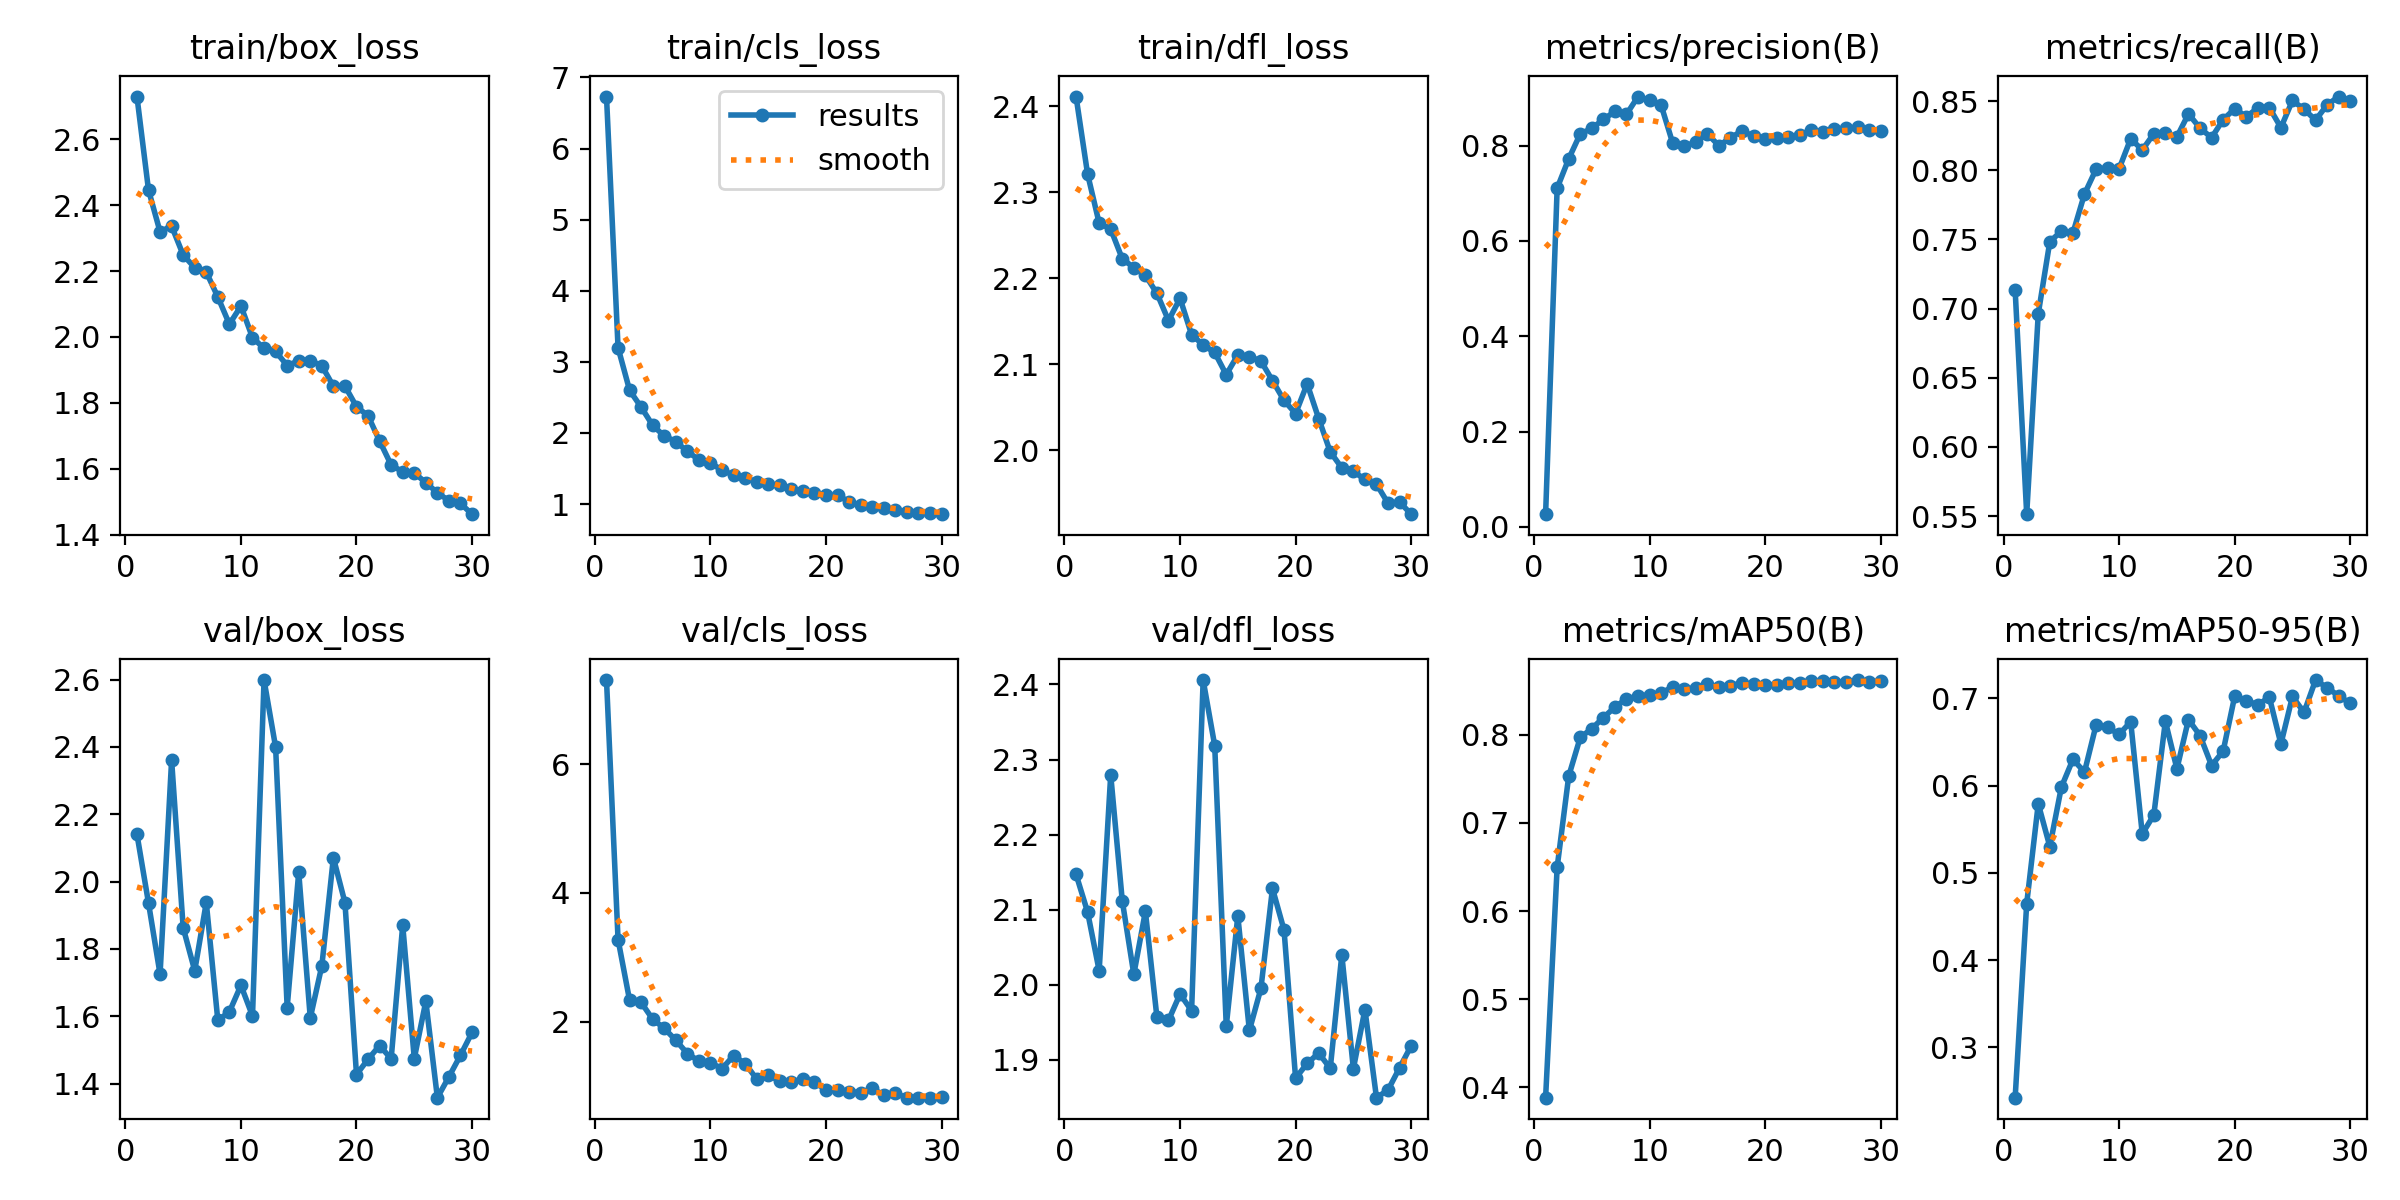 train/box_loss
train/cls_loss
train/dfl_loss
metrics/precision(B)
metrics/recall(B)
results
smooth
2.6
2.4
2.2
2.0
1.8
1.6
1.4
0 10 20 30
7
6
5
4
3
2
1
0 10 20 30
2.4
2.3
2.2
2.1
2.0
0 10 20 30
0.8
0.6
0.4
0.2
0.0
0 10 20 30
0.85
0.80
0.75
0.70
0.65
0.60
0.55
0 10 20 30
val/box_loss
val/cls_loss
val/dfl_loss
metrics/mAP50(B)
metrics/mAP50-95(B)
2.6
2.4
2.2
2.0
1.8
1.6
1.4
0 10 20 30
6
4
2
0 10 20 30
2.4
2.3
2.2
2.1
2.0
1.9
0 10 20 30
0.8
0.7
0.6
0.5
0.4
0 10 20 30
0.7
0.6
0.5
0.4
0.3
0 10 20 30